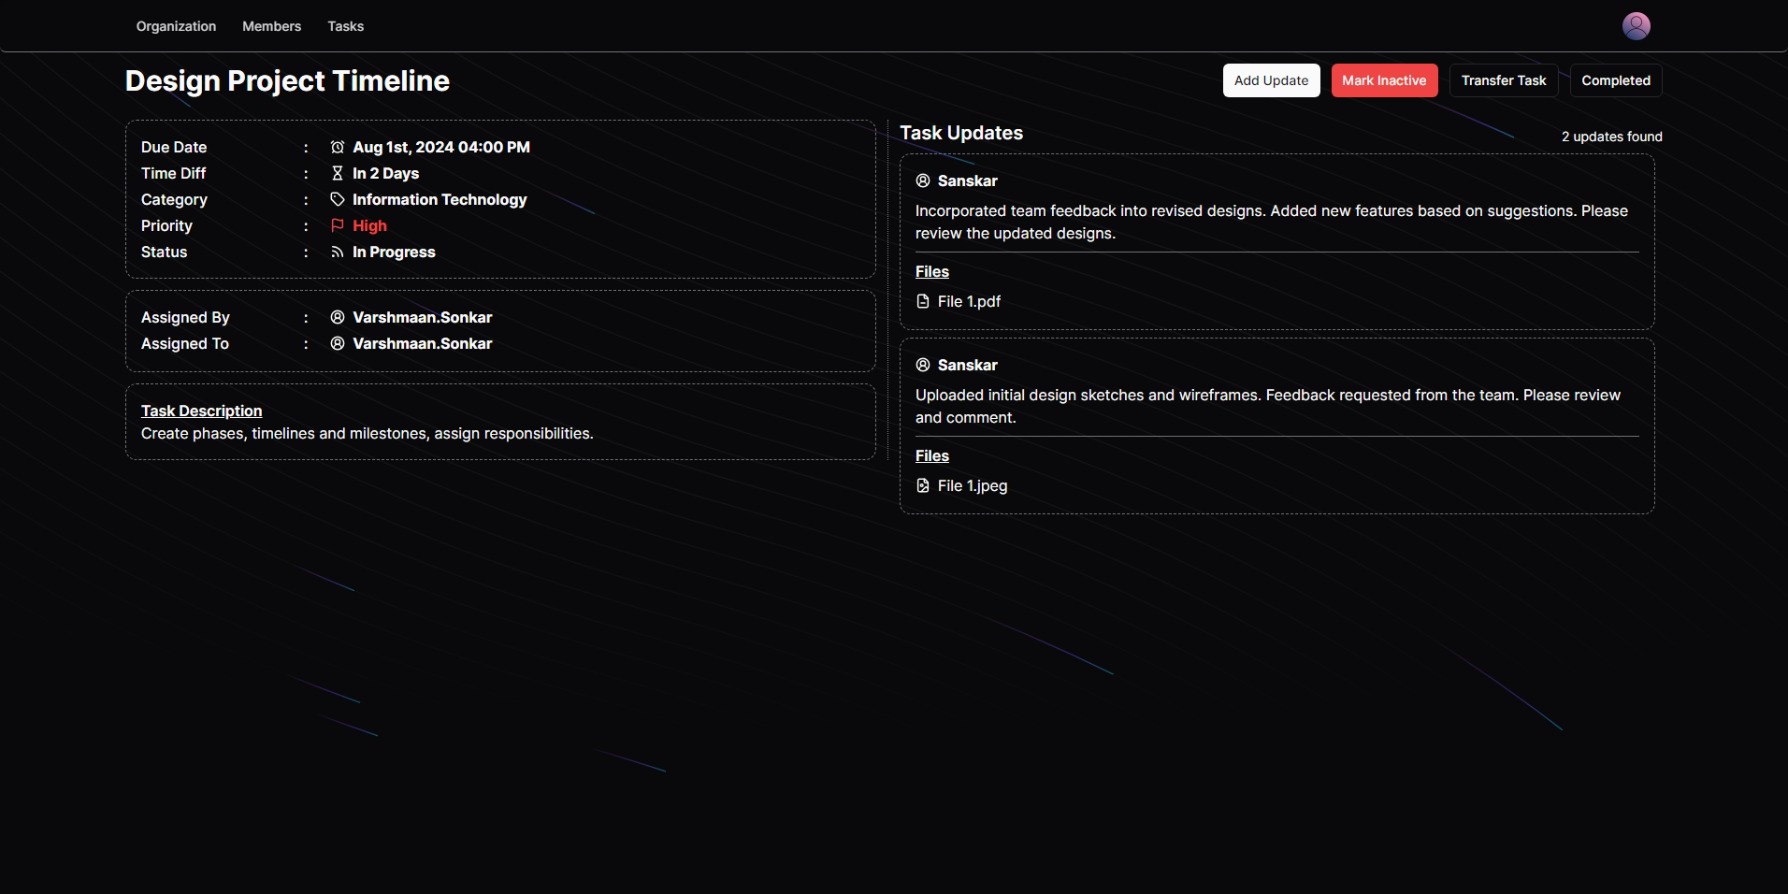 Organization Members Tasks
Design Project Timeline
Add Update Mark Inactive Transfer Task Completed
Due Date : Aug 1st, 2024 04:00 PM
Time Diff : In 2 Days
Category : Information Technology
Priority : High
Status : In Progress
Assigned By : Varshmaan.Sonkar
Assigned To : Varshmaan.Sonkar
Task Description
Create phases, timelines and milestones, assign responsibilities.
Task Updates
2 updates found
Sanskar
Incorporated team feedback into revised designs. Added new features based on suggestions. Please
review the updated designs.
Files
File 1.pdf
Sanskar
Uploaded initial design sketches and wireframes. Feedback requested from the team. Please review
and comment.
Files
File 1.jpeg